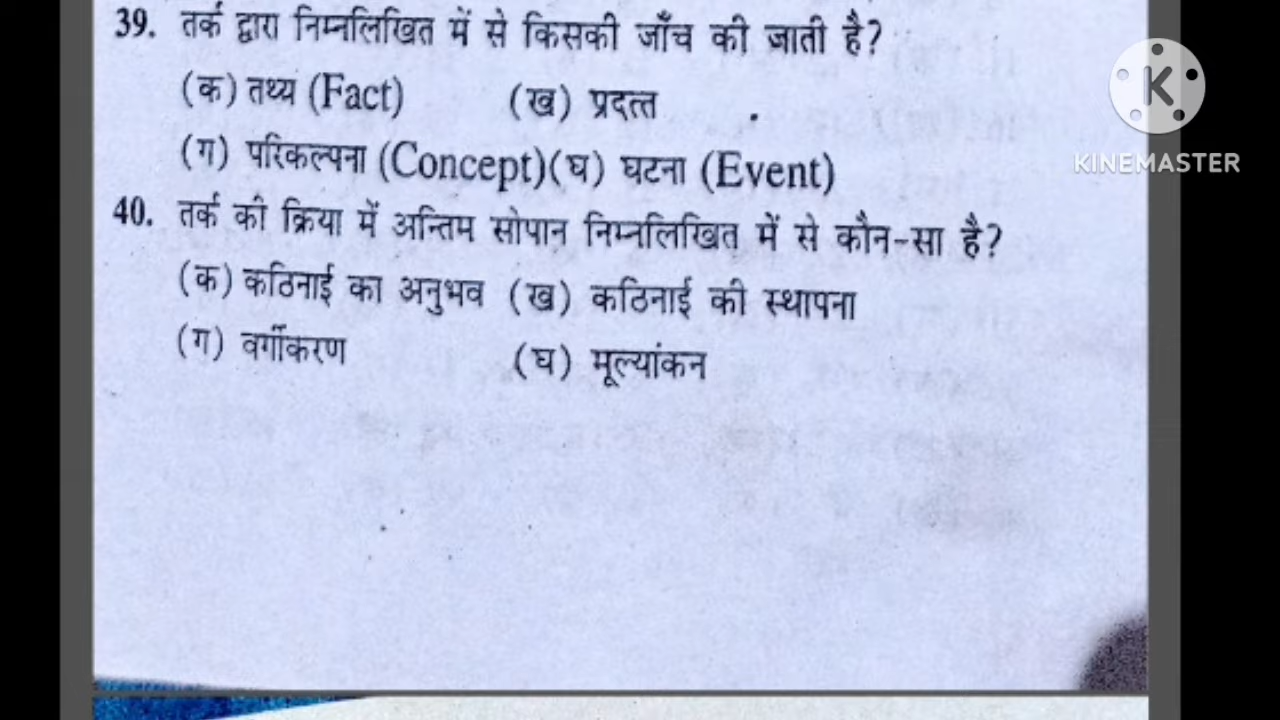 39. तर्क द्वारा निम्नलिखित में से किसकी जाँच की जाती है?
(क) तथ्य (Fact) (ख) प्रदत्त
(ग) परिकल्पना (Concept)(घ) घटना (Event)
40. तर्क की क्रिया में अन्तिम सोपान निम्नलिखित में से कौन-सा है?
(क) कठिनाई का अनुभव (ख) कठिनाई की स्थापना
(ग) वर्गीकरण (घ) मूल्यांकन
K
KINEMASTER